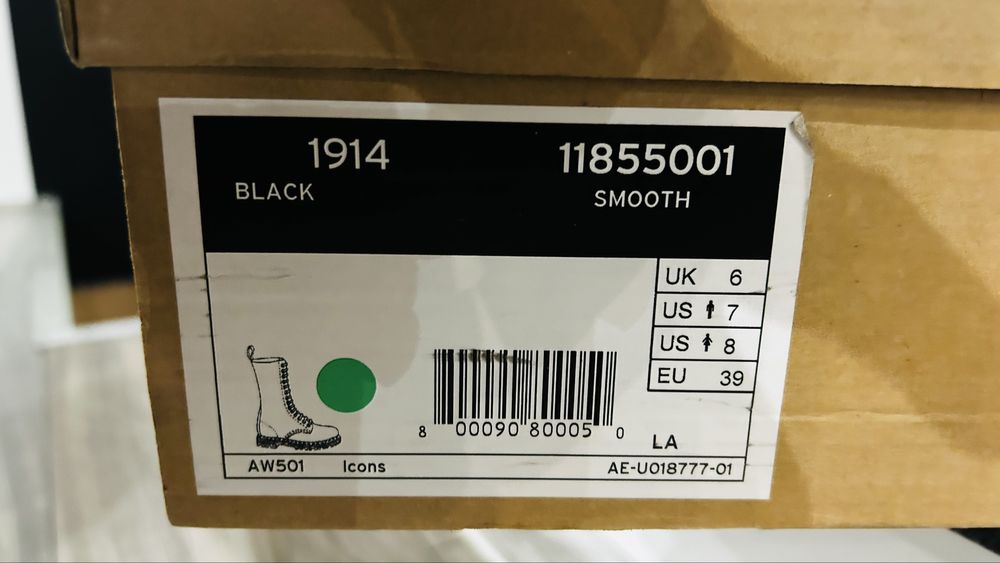 1914 11855001
BLACK SMOOTH
UK 6
US 7
US 8
EU 39
8 00090 80005 0
LA
AW501 Icons AE-U018777-01